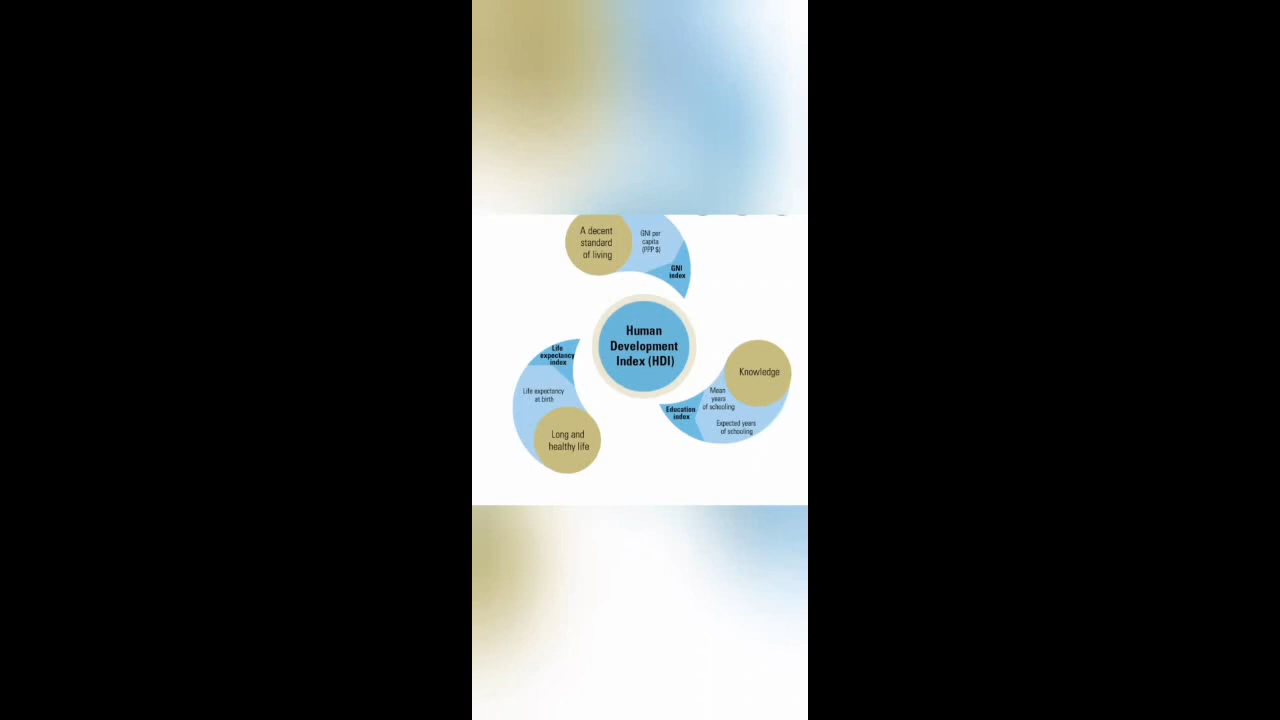 A decent
standard
of living
GNI per
capita
(PPP $)
GNI
index
Human
Development
Index (HDI)
Life
expectancy
index
Life expectancy
at birth
Long and
healthy life
Knowledge
Mean
years
of schooling
Expected years
of schooling
Education
index